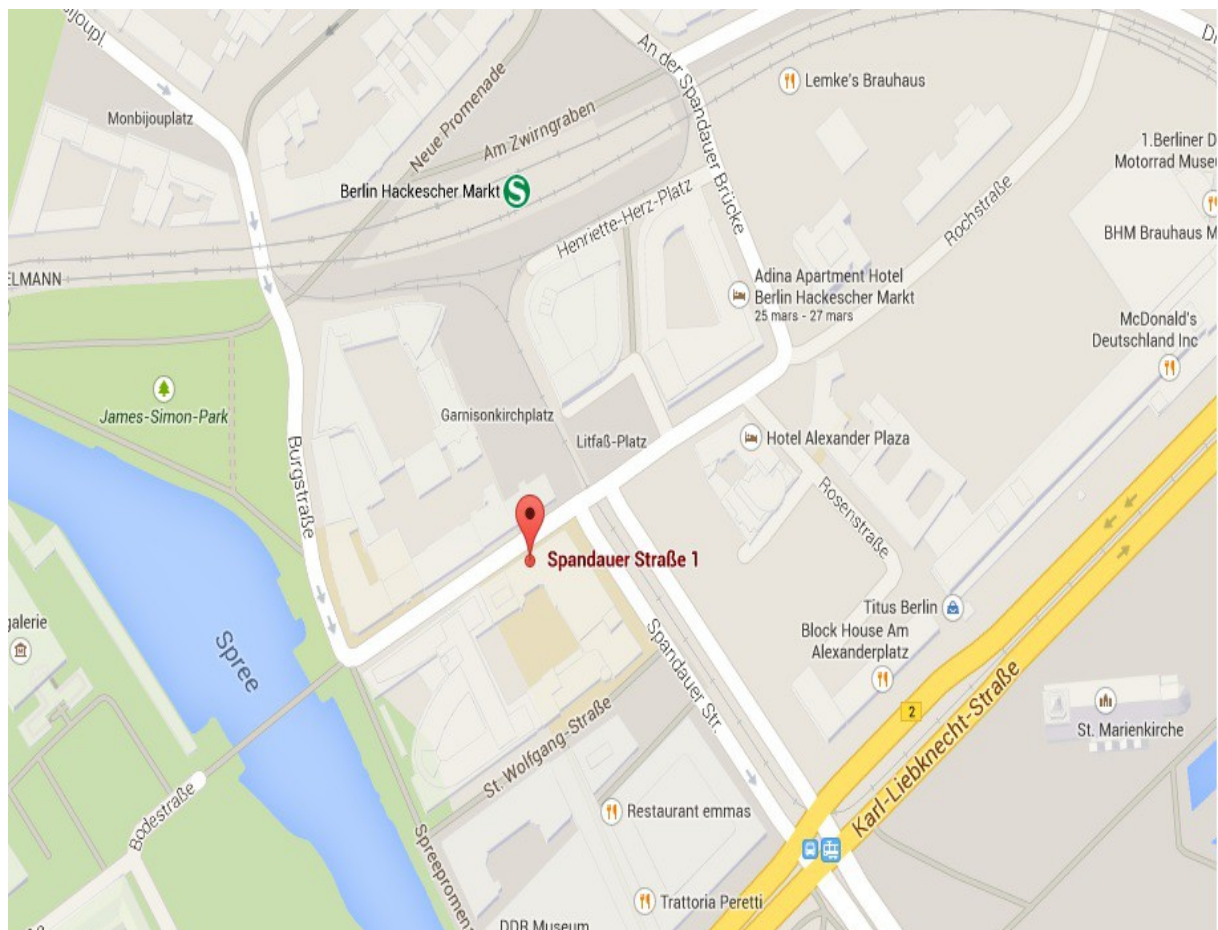 bijoupl.
An der Spandauer Brücke
Lemke's Brauhaus
Monbijouplatz
Neue Promenade
Am Zwirngraben
1.Berliner D
Motorrad Museu
Berlin Hackescher Markt
S
Henriette-Herz-Platz
Rochstraße
BHM Brauhaus M
ELMANN
Adina Apartment Hotel
Berlin Hackescher Markt
25 mars - 27 mars
McDonald's
Deutschland Inc
James-Simon-Park
Garnisonkirchplatz
Litfaß-Platz
Hotel Alexander Plaza
Burgstraße
Rosenstraße
Spandauer Straße 1
Titus Berlin
Block House Am
Alexanderplatz
galerie
Spree
Spandauer Str.
2
St. Marienkirche
St. Wolfgang-Straße
Karl-Liebknecht-Straße
Bodestraße
Restaurant emmas
Spreepromena
Trattoria Peretti
DDR Museum